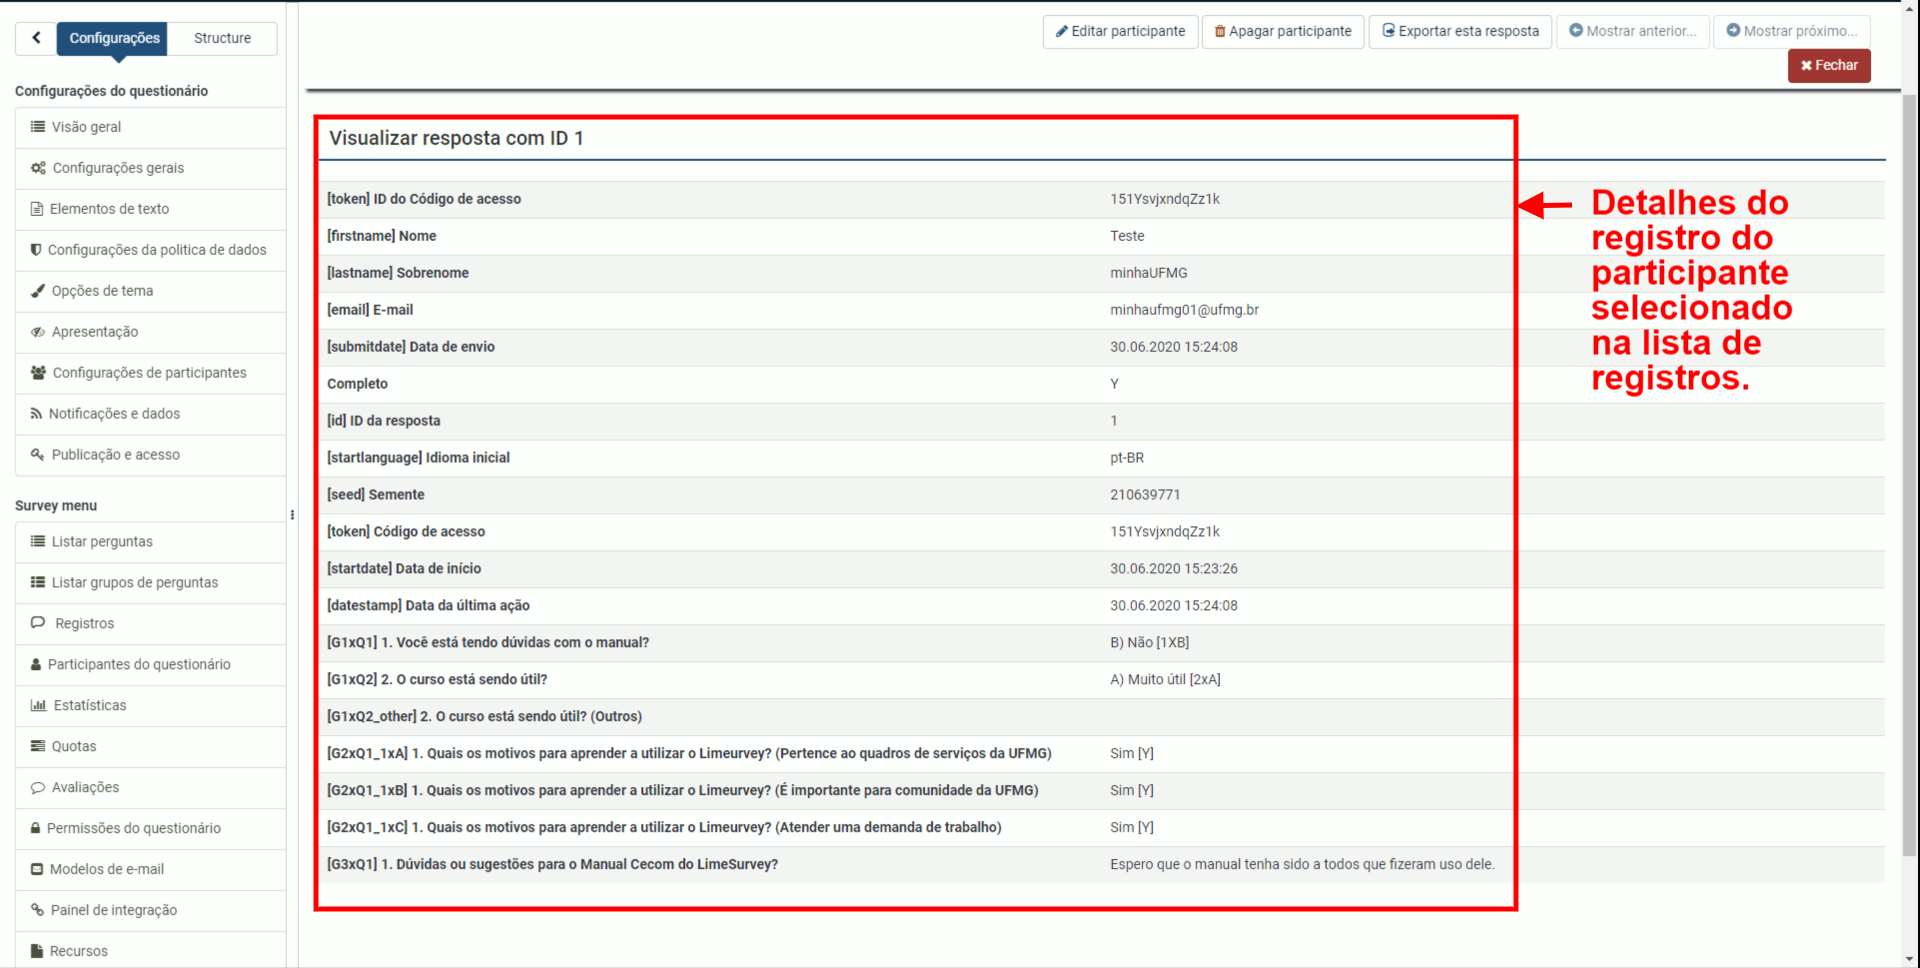 Configurações
Structure
Editar participante
Apagar participante
Exportar esta resposta
Mostrar anterior...
Mostrar próximo...
Fechar
Configurações do questionário
Visão geral
Configurações gerais
Elementos de texto
Configurações da politica de dados
Opções de tema
Apresentação
Configurações de participantes
Notificações e dados
Publicação e acesso
Survey menu
Listar perguntas
Listar grupos de perguntas
Registros
Participantes do questionário
Estatísticas
Quotas
Avaliações
Permissões do questionário
Modelos de e-mail
Painel de integração
Recursos
Visualizar resposta com ID 1
[token] ID do Código de acesso 151YsvjxndqZz1k
[firstname] Nome Teste
[lastname] Sobrenome minhaUFMG
[email] E-mail minhaufmg01@ufmg.br
[submitdate] Data de envio 30.06.2020 15:24:08
Completo Y
[id] ID da resposta 1
[startlanguage] Idioma inicial pt-BR
[seed] Semente 210639771
[token] Código de acesso 151YsvjxndqZz1k
[startdate] Data de início 30.06.2020 15:23:26
[datestamp] Data da última ação 30.06.2020 15:24:08
[G1xQ1] 1. Você está tendo dúvidas com o manual? B) Não [1XB]
[G1xQ2] 2. O curso está sendo útil? A) Muito útil [2xA]
[G1xQ2_other] 2. O curso está sendo útil? (Outros)
[G2xQ1_1xA] 1. Quais os motivos para aprender a utilizar o Limeurvey? (Pertence ao quadros de serviços da UFMG) Sim [Y]
[G2xQ1_1xB] 1. Quais os motivos para aprender a utilizar o Limeurvey? (É importante para comunidade da UFMG) Sim [Y]
[G2xQ1_1xC] 1. Quais os motivos para aprender a utilizar o Limeurvey? (Atender uma demanda de trabalho) Sim [Y]
[G3xQ1] 1. Dúvidas ou sugestões para o Manual Cecom do LimeSurvey? Espero que o manual tenha sido a todos que fizeram uso dele.
Detalhes do
registro do
participante
selecionado
na lista de
registros.